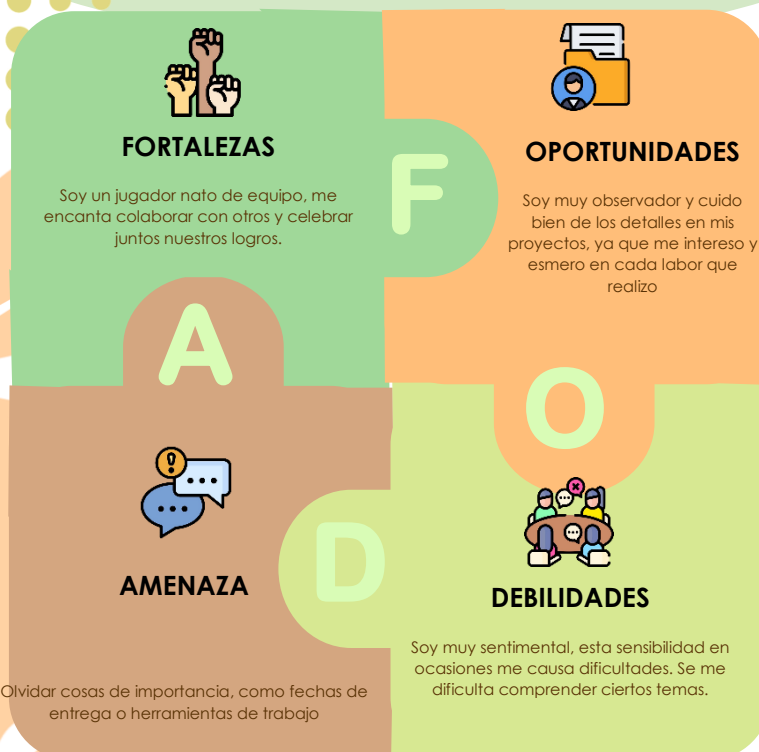 FORTALEZAS
Soy un jugador nato de equipo, me
encanta colaborar con otros y celebrar
juntos nuestros logros.
F
OPORTUNIDADES
Soy muy observador y cuido
bien de los detalles en mis
proyectos, ya que me intereso y
esmero en cada labor que
realizo
A
O
AMENAZA
Olvidar cosas de importancia, como fechas de
entrega o herramientas de trabajo
D
DEBILIDADES
Soy muy sentimental, esta sensibilidad en
ocasiones me causa dificultades. Se me
dificulta comprender ciertos temas.